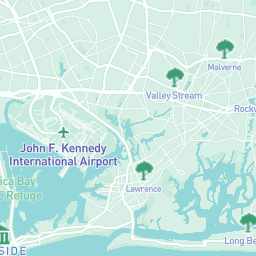 Malverne
Valley Stream
Rockv
John F. Kennedy
International Airport
ica Bay,
e Refuge
Lawrence
Long Be
SIDE